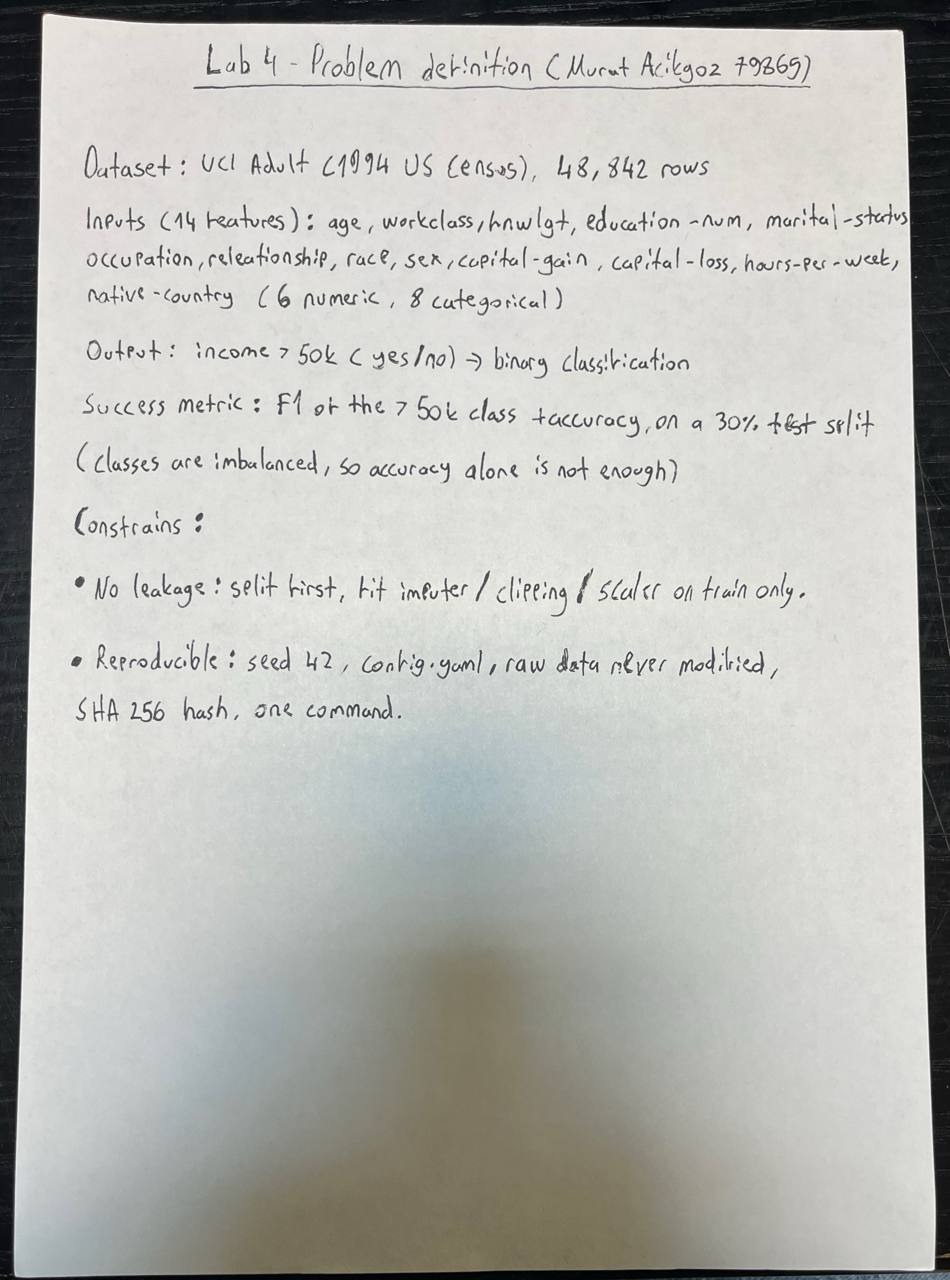 Lab 4 - Problem definition (Murat Acikgoz 79869)
Dataset: UCI Adult (1994 US Census), 48,842 rows
Inputs (14 features): age, workclass, fnwlgt, education-num, marital-status
occupation, releationship, race, sex, capital-gain, capital-loss, hours-per-week,
native-country (6 numeric, 8 categorical)
Output: income > 50k (yes/no) → binary classification
Success metric: F1 of the > 50k class + accuracy, on a 30% test split
(classes are imbalanced, so accuracy alone is not enough)
Constrains:
• No leakage: split first, fit imputer / clipping / scaler on train only.
• Reproducible: seed 42, config.yaml, raw data never modified,
SHA 256 hash, one command.